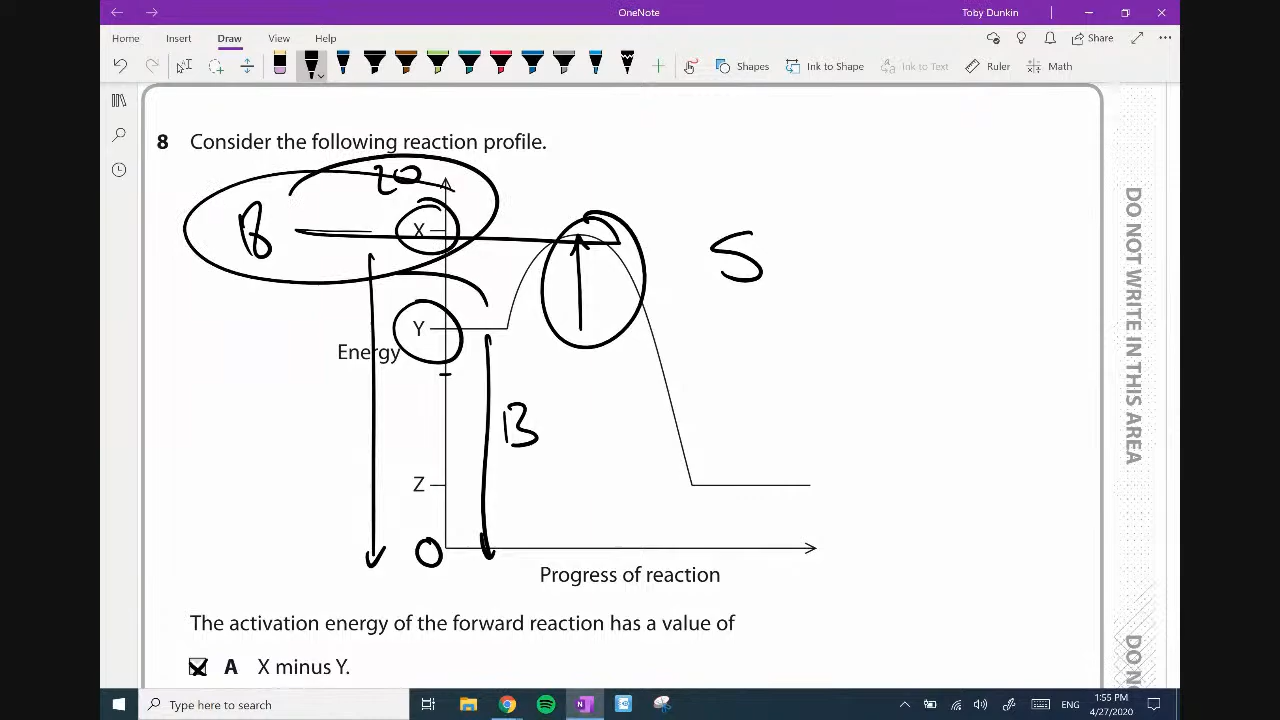 OneNote
Toby Dunkin
Home Insert Draw View Help
Share
Shapes Ink to Shape Ink to Text Ruler Math
8 Consider the following reaction profile.
20
B X
S
Y
Energy
B
Z
O
Progress of reaction
The activation energy of the forward reaction has a value of
A X minus Y.
DO NOT WRITE IN THIS AREA
DO NO
Type here to search
ENG
1:55 PM
4/27/2020